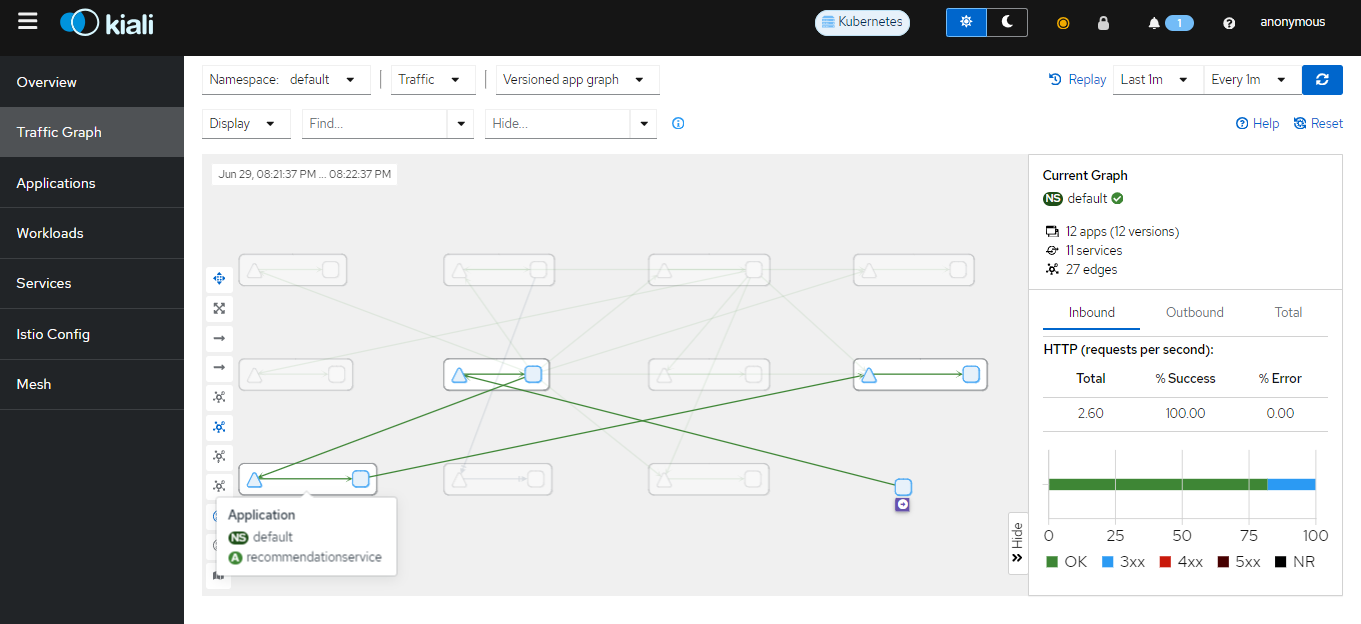 kiali
Kubernetes
1
anonymous
Overview
Traffic Graph
Applications
Workloads
Services
Istio Config
Mesh
Namespace: default
Traffic
Versioned app graph
Replay
Last 1m
Every 1m
Display
Find...
Hide...
Help
Reset
Jun 29, 08:21:37 PM ... 08:22:37 PM
Application
NS default
A recommendationservice
Hide
Current Graph
NS default
12 apps (12 versions)
11 services
27 edges
Inbound Outbound Total
HTTP (requests per second):
Total % Success % Error
2.60 100.00 0.00
0 25 50 75 100
OK 3xx 4xx 5xx NR